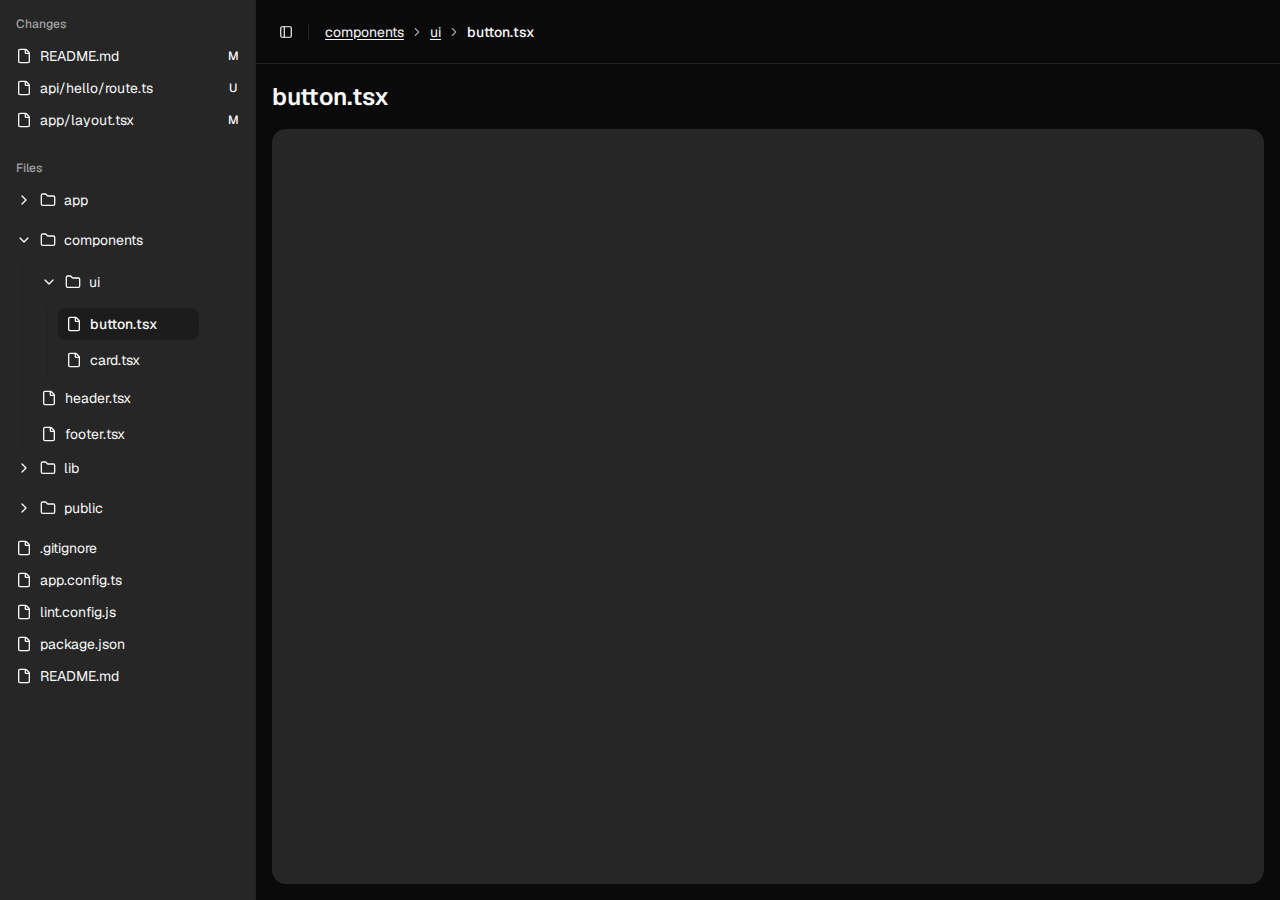 Changes
README.md M
api/hello/route.ts U
app/layout.tsx M
Files
app
components
ui
button.tsx
card.tsx
header.tsx
footer.tsx
lib
public
.gitignore
app.config.ts
lint.config.js
package.json
README.md
components > ui > button.tsx
button.tsx